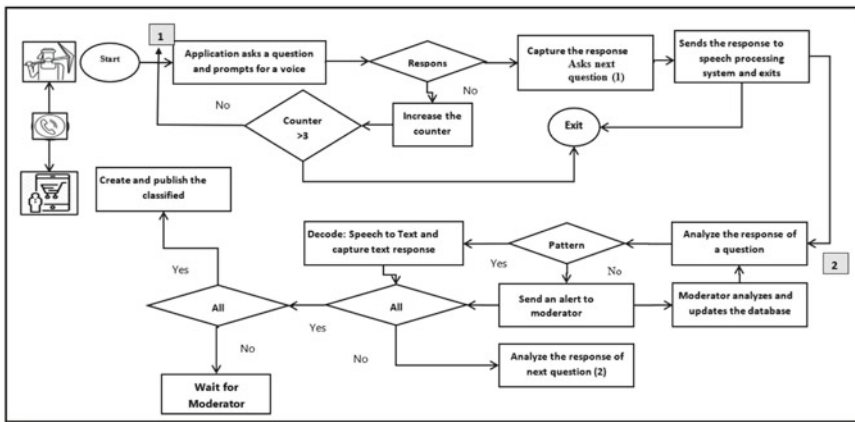 1
Start
Application asks a question
and prompts for a voice
Respons
Capture the response
Asks next
question (1)
Sends the response to
speech processing
system and exits
No
No
Increase the
counter
Counter
>3
Exit
Create and publish the
classified
Decode: Speech to Text and
capture text response
Pattern
Analyze the response of
a question
2
Yes
No
Yes
Send an alert to
moderator
Moderator analyzes and
updates the database
All
All
Yes
No
No
Analyze the response of
next question (2)
Wait for
Moderator